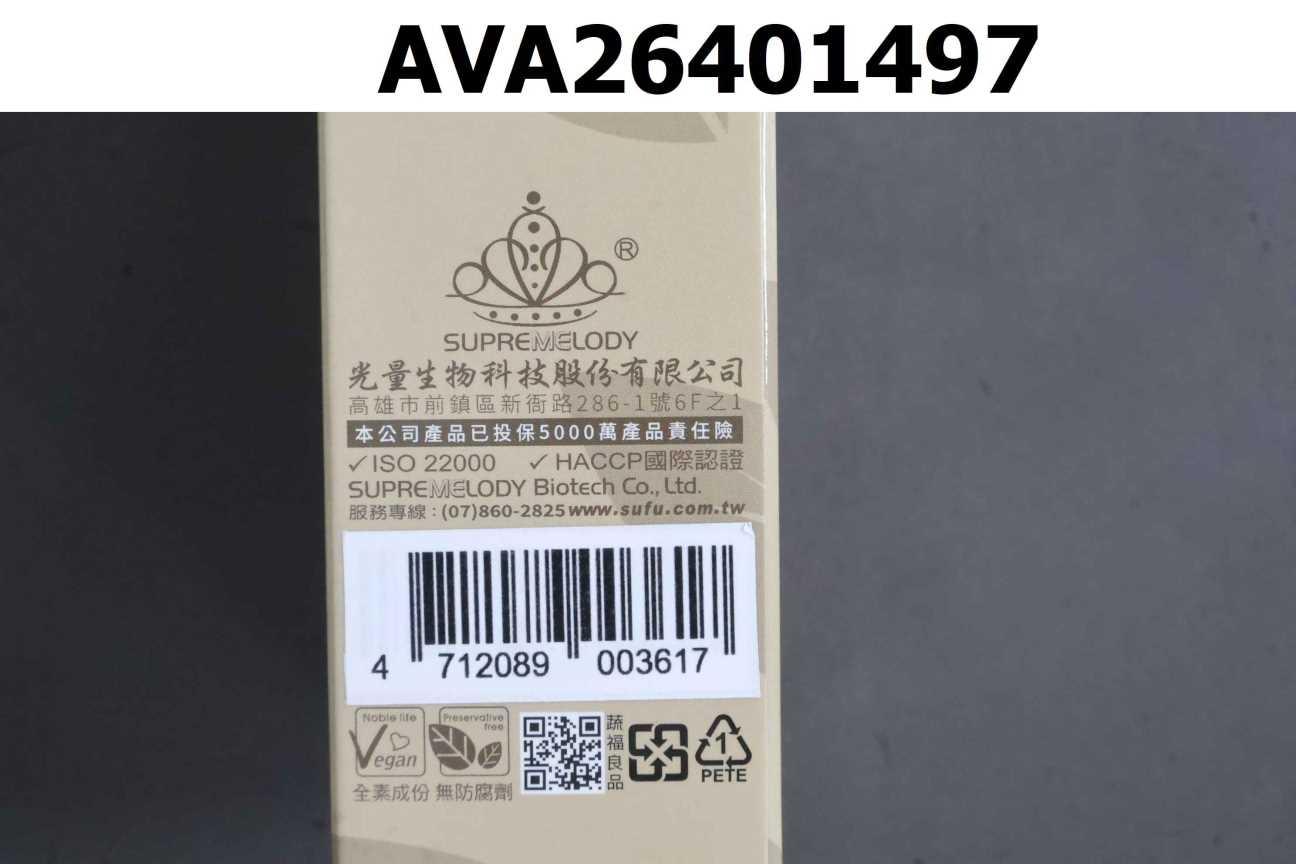 AVA26401497
®
SUPREMELODY
光量生物科技股份有限公司
高雄市前鎮區新衙路286-1號6F之1
本公司產品已投保5000萬產品責任險
✓ISO 22000 ✓HACCP國際認證
SUPREMELODY Biotech Co., Ltd.
服務專線：(07)860-2825 www.sufu.com.tw
4 712089 003617
Noble life
Vegan
全素成份
Preservative
free
無防腐劑
蔬福良品
1
PETE